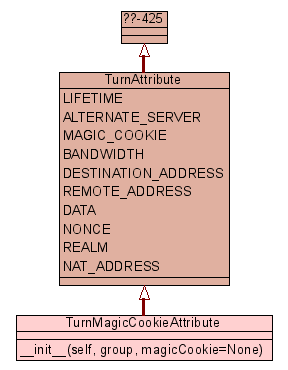 ??-425
TurnAttribute
LIFETIME
ALTERNATE_SERVER
MAGIC_COOKIE
BANDWIDTH
DESTINATION_ADDRESS
REMOTE_ADDRESS
DATA
NONCE
REALM
NAT_ADDRESS
TurnMagicCookieAttribute
__init__(self, group, magicCookie=None)